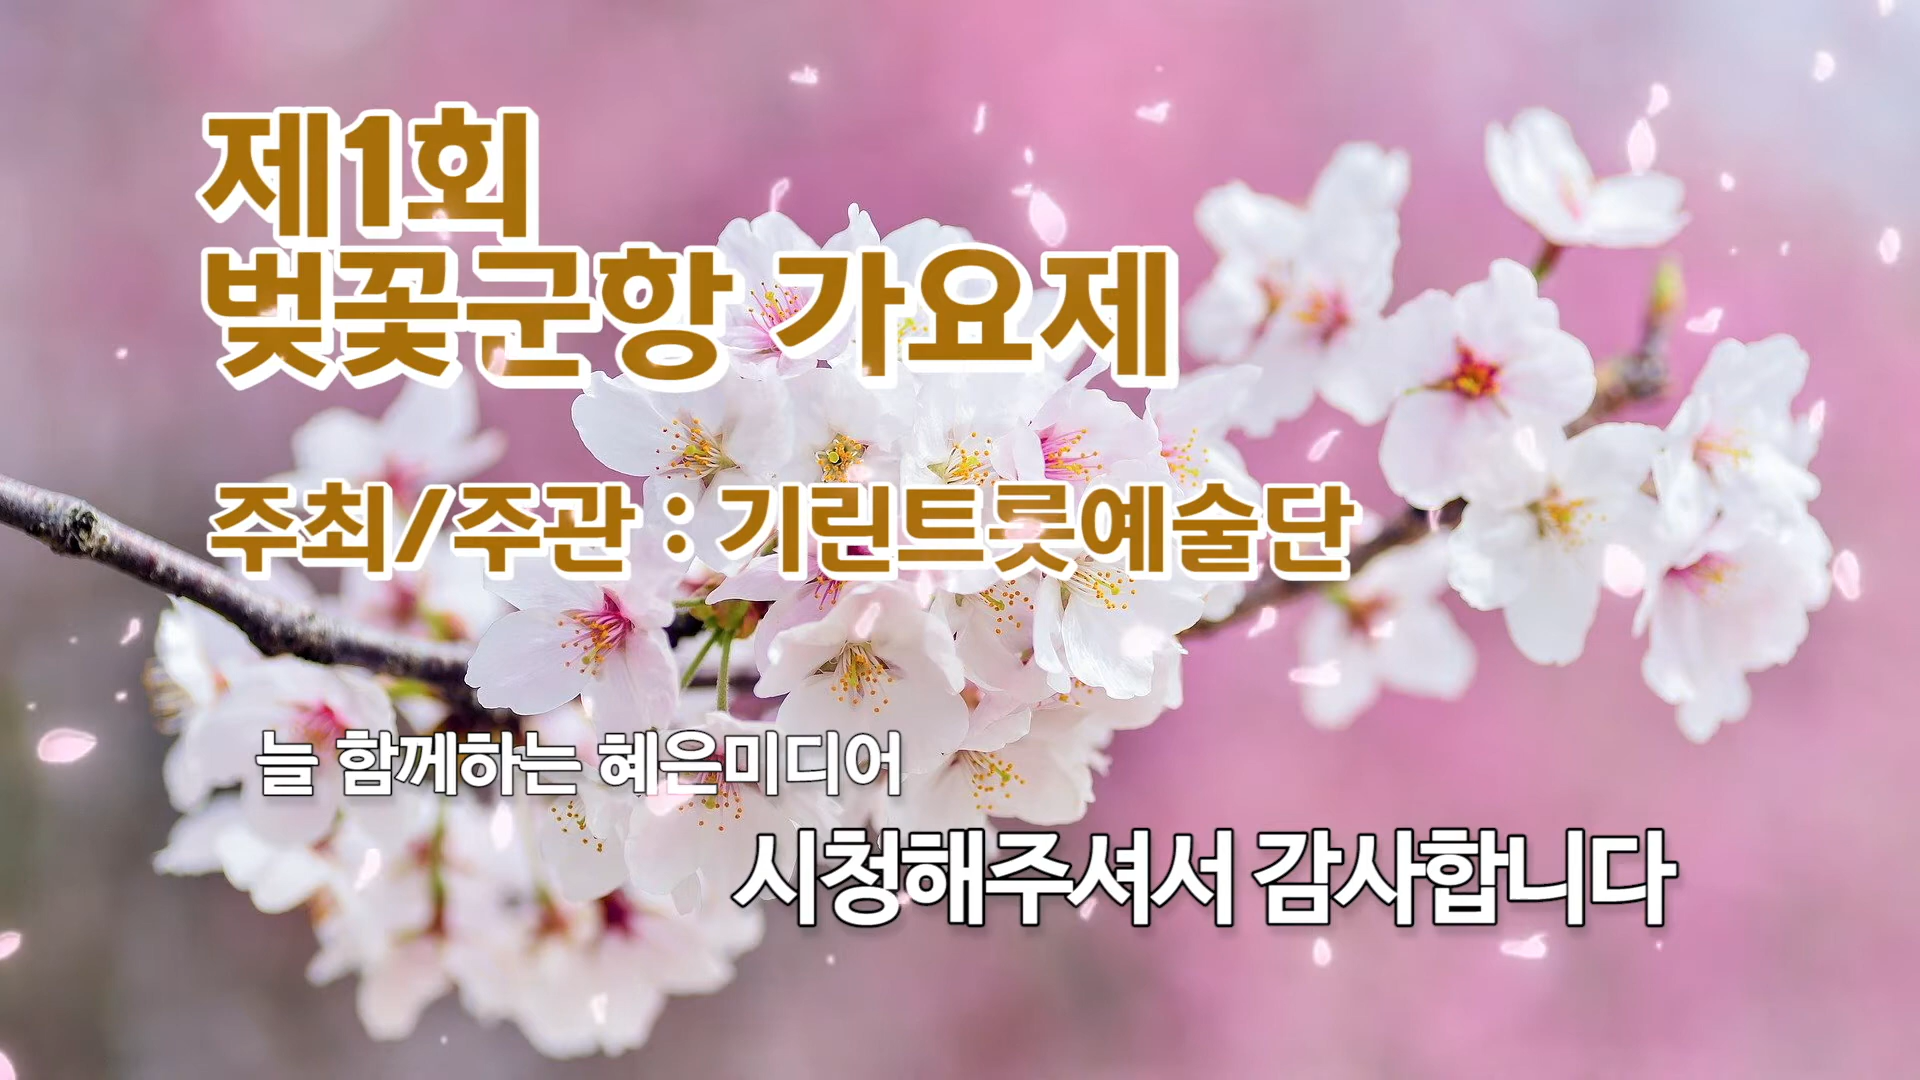 제1회
벚꽃군항 가요제
주최/주관 : 기린트롯예술단
늘 함께하는 혜은미디어
시청해주셔서 감사합니다